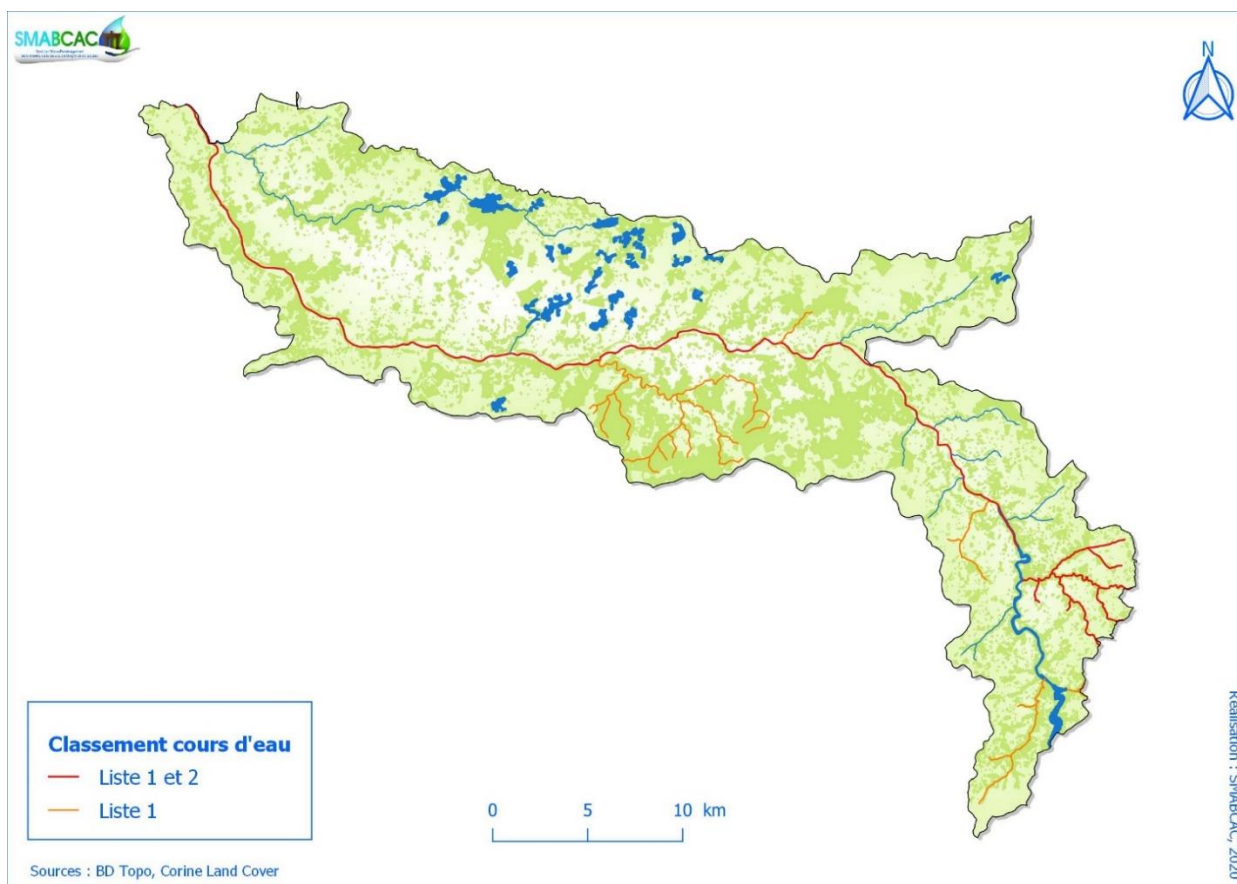 SMABCAC
N
Classement cours d'eau
Liste 1 et 2
Liste 1
0 5 10 km
Réalisation : SMABCAC, 2020
Sources : BD Topo, Corine Land Cover